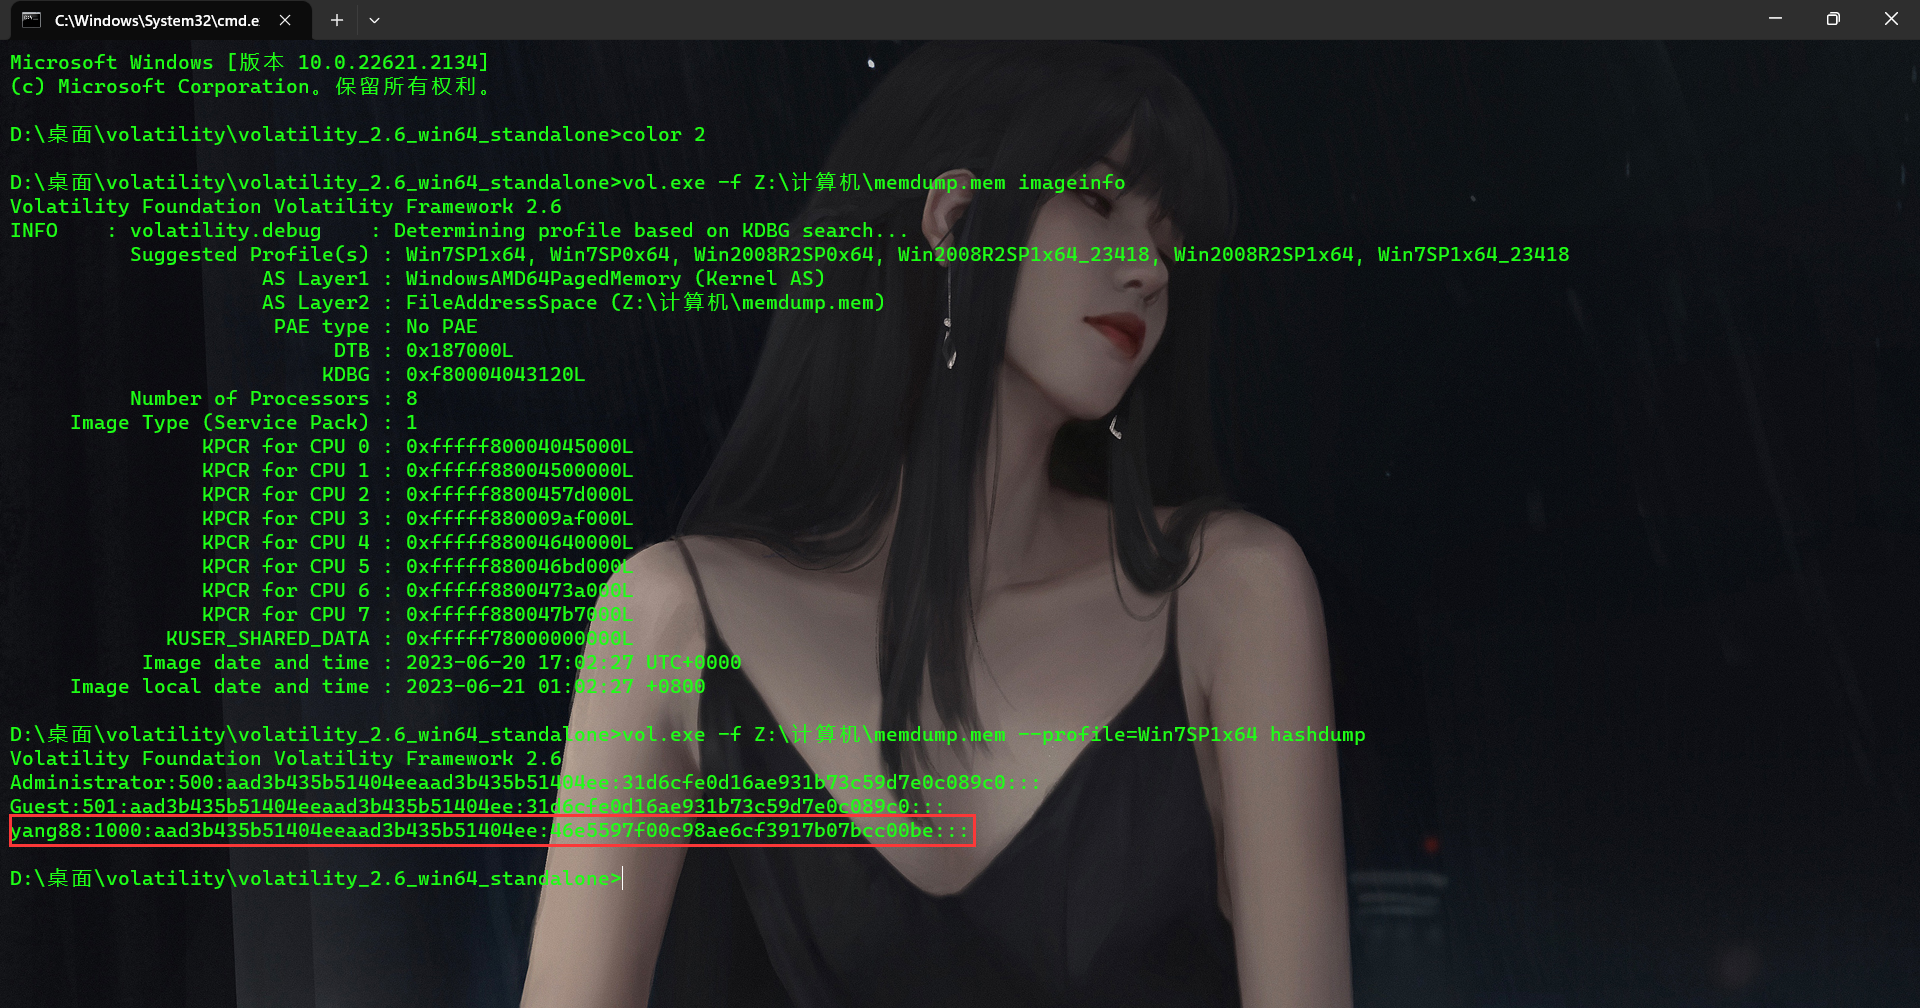 C:\Windows\System32\cmd.e
Microsoft Windows [版本 10.0.22621.2134]
(c) Microsoft Corporation。保留所有权利。
D:\桌面\volatility\volatility_2.6_win64_standalone>color 2
D:\桌面\volatility\volatility_2.6_win64_standalone>vol.exe -f Z:\计算机\memdump.mem imageinfo
Volatility Foundation Volatility Framework 2.6
INFO    : volatility.debug    : Determining profile based on KDBG search...
Suggested Profile(s) : Win7SP1x64, Win7SP0x64, Win2008R2SP0x64, Win2008R2SP1x64_23418, Win2008R2SP1x64, Win7SP1x64_23418
AS Layer1 : WindowsAMD64PagedMemory (Kernel AS)
AS Layer2 : FileAddressSpace (Z:\计算机\memdump.mem)
PAE type : No PAE
DTB : 0x187000L
KDBG : 0xf80004043120L
Number of Processors : 8
Image Type (Service Pack) : 1
KPCR for CPU 0 : 0xfffff80004045000L
KPCR for CPU 1 : 0xfffff88004500000L
KPCR for CPU 2 : 0xfffff8800457d000L
KPCR for CPU 3 : 0xfffff880009af000L
KPCR for CPU 4 : 0xfffff88004640000L
KPCR for CPU 5 : 0xfffff880046bd000L
KPCR for CPU 6 : 0xfffff8800473a000L
KPCR for CPU 7 : 0xfffff880047b7000L
KUSER_SHARED_DATA : 0xfffff78000000000L
Image date and time : 2023-06-20 17:02:27 UTC+0000
Image local date and time : 2023-06-21 01:02:27 +0800
D:\桌面\volatility\volatility_2.6_win64_standalone>vol.exe -f Z:\计算机\memdump.mem --profile=Win7SP1x64 hashdump
Volatility Foundation Volatility Framework 2.6
Administrator:500:aad3b435b51404eeaad3b435b51404ee:31d6cfe0d16ae931b73c59d7e0c089c0:::
Guest:501:aad3b435b51404eeaad3b435b51404ee:31d6cfe0d16ae931b73c59d7e0c089c0:::
yang88:1000:aad3b435b51404eeaad3b435b51404ee:46e5597f00c98ae6cf3917b07bcc00be:::
D:\桌面\volatility\volatility_2.6_win64_standalone>